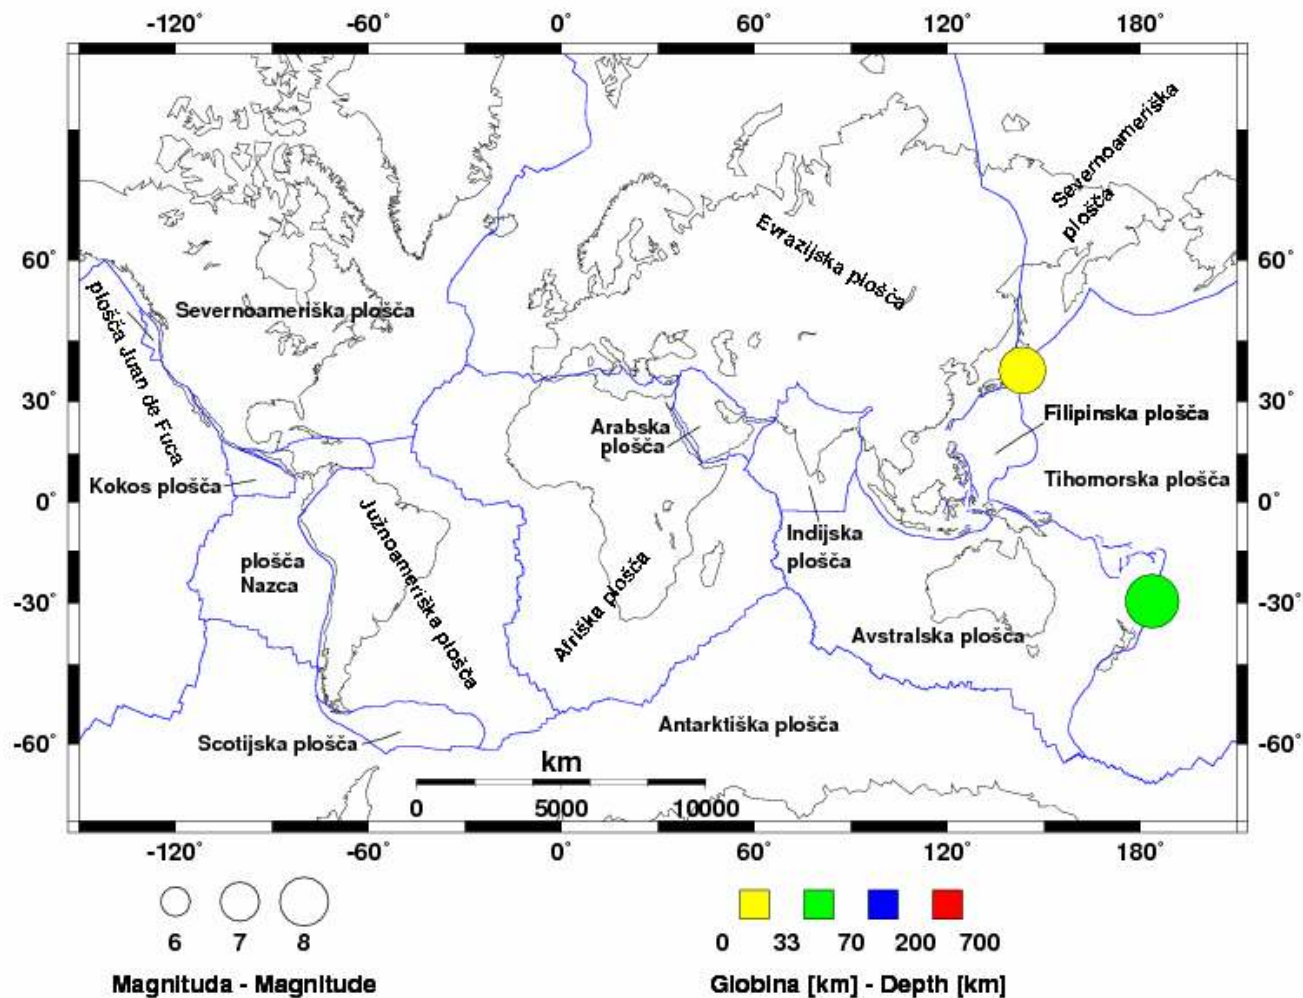 -120° -60° 0° 60° 120° 180°
Severnoameriška
plošča
Evrazijska plošča
60° 60°
Severnoameriška plošča
plošča Juan de Fuca
30° 30°
Filipinska plošča
Arabska
plošča
Kokos plošča
Tihomorska plošča
0° 0°
Južnoameriška plošča
Indijska
plošča
plošča
Nazca
Afriška plošča
-30° -30°
Avstralska plošča
Antarktiška plošča
Scotijska plošča
-60° -60°
km
0 5000 10000
-120° -60° 0° 60° 120° 180°
6 7 8
0 33 70 200 700
Magnituda - Magnitude
Globina [km] - Depth [km]